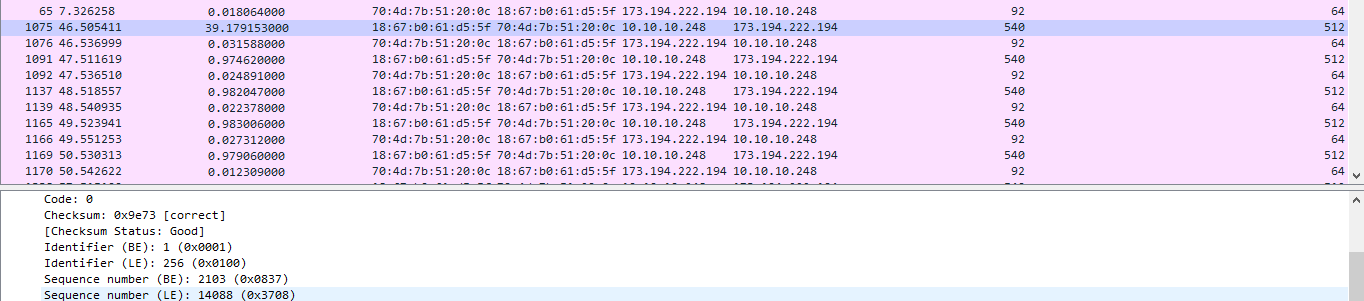 65 7.326258 0.018064000 70:4d:7b:51:20:0c 18:67:b0:61:d5:5f 173.194.222.194 10.10.10.248 92 64
1075 46.505411 39.179153000 18:67:b0:61:d5:5f 70:4d:7b:51:20:0c 10.10.10.248 173.194.222.194 540 512
1076 46.536999 0.031588000 70:4d:7b:51:20:0c 18:67:b0:61:d5:5f 173.194.222.194 10.10.10.248 92 64
1091 47.511619 0.974620000 18:67:b0:61:d5:5f 70:4d:7b:51:20:0c 10.10.10.248 173.194.222.194 540 512
1092 47.536510 0.024891000 70:4d:7b:51:20:0c 18:67:b0:61:d5:5f 173.194.222.194 10.10.10.248 92 64
1137 48.518557 0.982047000 18:67:b0:61:d5:5f 70:4d:7b:51:20:0c 10.10.10.248 173.194.222.194 540 512
1139 48.540935 0.022378000 70:4d:7b:51:20:0c 18:67:b0:61:d5:5f 173.194.222.194 10.10.10.248 92 64
1165 49.523941 0.983006000 18:67:b0:61:d5:5f 70:4d:7b:51:20:0c 10.10.10.248 173.194.222.194 540 512
1166 49.551253 0.027312000 70:4d:7b:51:20:0c 18:67:b0:61:d5:5f 173.194.222.194 10.10.10.248 92 64
1169 50.530313 0.979060000 18:67:b0:61:d5:5f 70:4d:7b:51:20:0c 10.10.10.248 173.194.222.194 540 512
1170 50.542622 0.012309000 70:4d:7b:51:20:0c 18:67:b0:61:d5:5f 173.194.222.194 10.10.10.248 92 64
Code: 0
Checksum: 0x9e73 [correct]
[Checksum Status: Good]
Identifier (BE): 1 (0x0001)
Identifier (LE): 256 (0x0100)
Sequence number (BE): 2103 (0x0837)
Sequence number (LE): 14088 (0x3708)